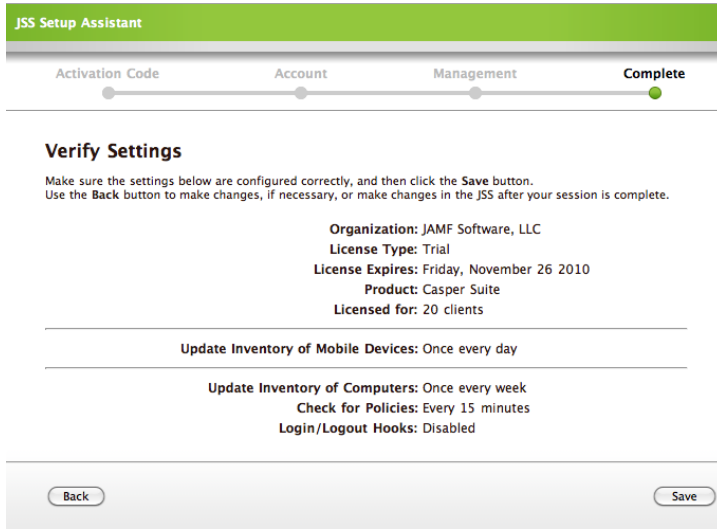 JSS Setup Assistant
Activation Code Account Management Complete
Verify Settings
Make sure the settings below are configured correctly, and then click the Save button.
Use the Back button to make changes, if necessary, or make changes in the JSS after your session is complete.
Organization: JAMF Software, LLC
License Type: Trial
License Expires: Friday, November 26 2010
Product: Casper Suite
Licensed for: 20 clients
Update Inventory of Mobile Devices: Once every day
Update Inventory of Computers: Once every week
Check for Policies: Every 15 minutes
Login/Logout Hooks: Disabled
Back Save